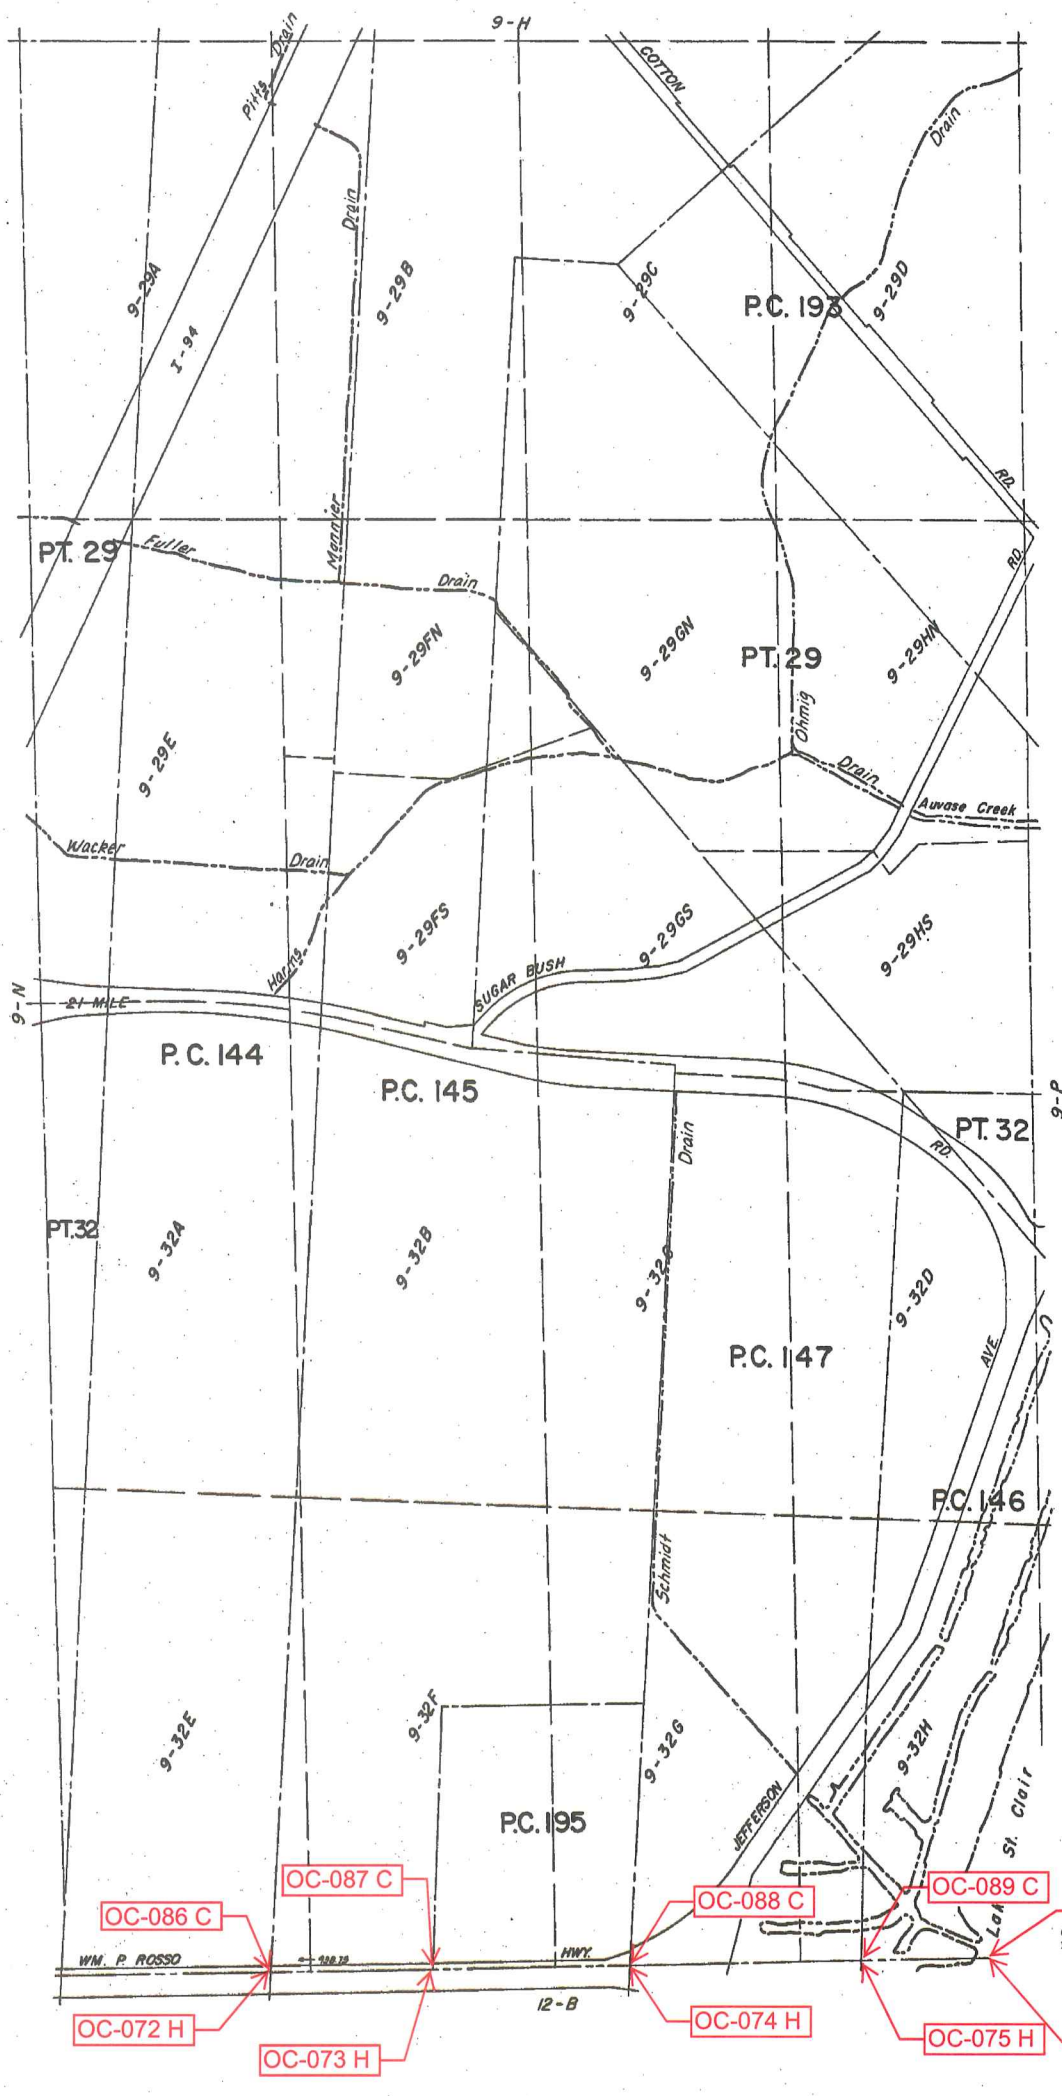 9-H
Pitts Drain
COTTON
Drain
Drain
9-29A
I-94
9-29B
9-29C
P.C. 193
9-29D
RD.
Monnier
PT. 29
Fuller
Drain
RD.
9-29FN
9-29GN
PT. 29
9-29HN
Ohmig
9-29E
Drain
Auvase Creek
Wacker
Drain
9-29FS
9-29GS
9-29HS
Harms
SUGAR BUSH
9-N
21 MILE
P.C. 144
P.C. 145
9-P
Drain
PT. 32
RD.
PT.32
9-32A
9-32B
9-32C
9-32D
P.C. 147
AVE.
P.C. 146
Schmidt
9-32E
9-32F
9-32G
9-32H
JEFFERSON
P.C. 195
St. Clair
OC-087 C
OC-088 C
OC-089 C
OC-086 C
WM. P. ROSSO
HWY.
12-B
OC-072 H
OC-073 H
OC-074 H
OC-075 H